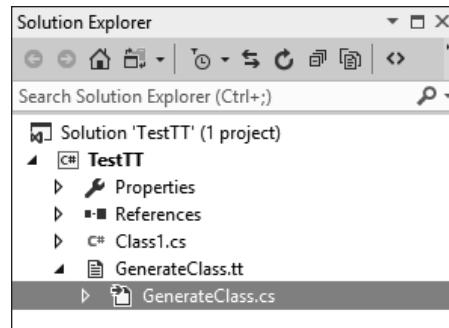 Solution Explorer
Search Solution Explorer (Ctrl+;)
Solution 'TestTT' (1 project)
C# TestTT
Properties
References
C# Class1.cs
GenerateClass.tt
GenerateClass.cs